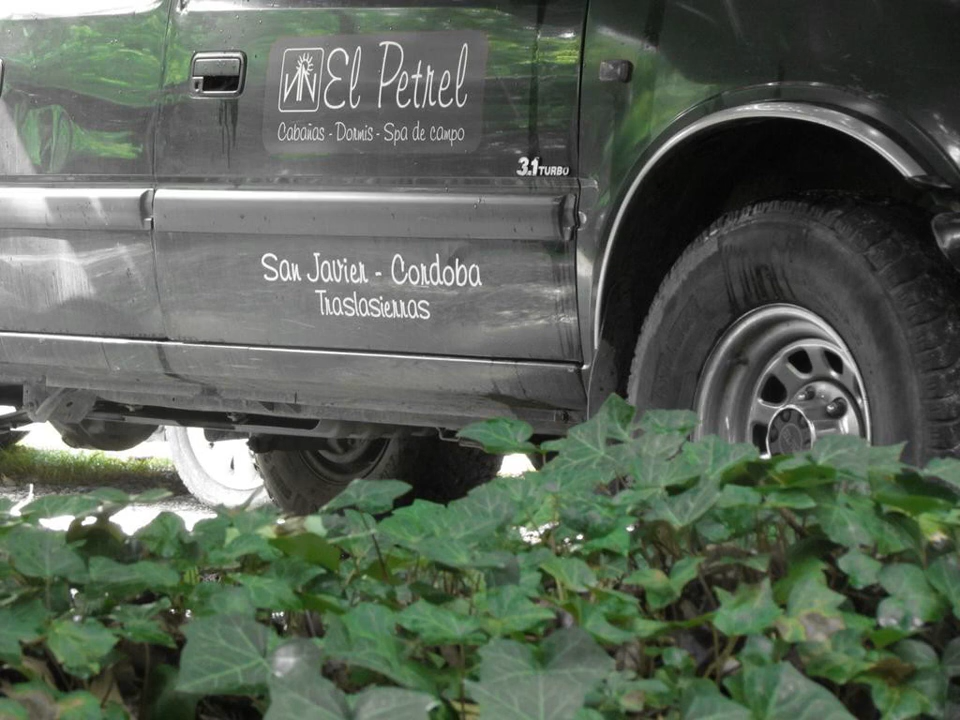 El Petrel
Cabañas - Dormis - Spa de campo
3.1 TURBO
San Javier - Cordoba
Traslasierras